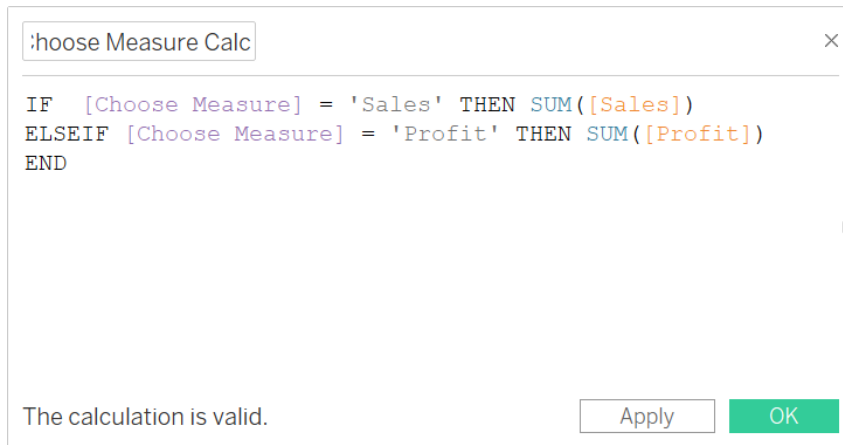 hoose Measure Calc
IF  [Choose Measure] = 'Sales' THEN SUM([Sales])
ELSEIF [Choose Measure] = 'Profit' THEN SUM([Profit])
END
The calculation is valid.
Apply
OK